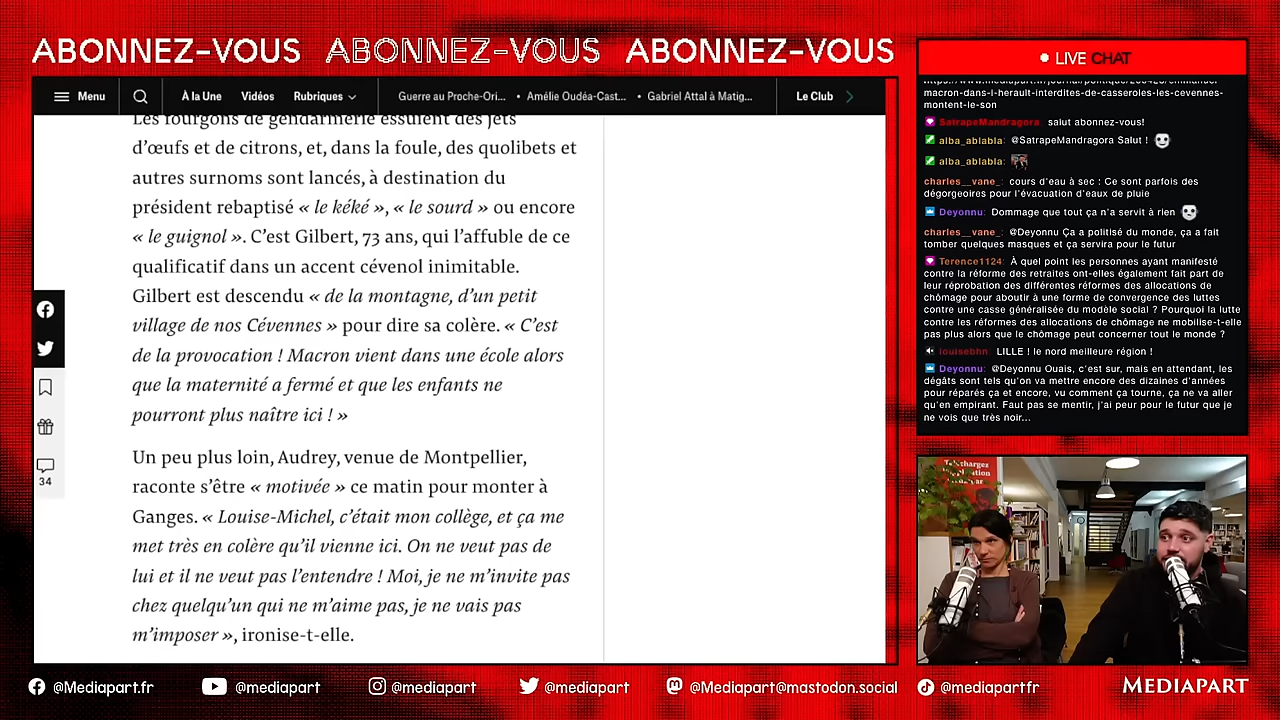 ABONNEZ-VOUS ABONNEZ-VOUS ABONNEZ-VOUS
Menu
À la Une
Vidéos
Rubriques
Guerre au Proche-Ori...
• Amélie Oudéa-Cast...
• Gabriel Attal à Matig...
Le Club
Les fourgons de gendarmerie essuient des jets
d’œufs et de citrons, et, dans la foule, des quolibets et
autres surnoms sont lancés, à destination du
président rebaptisé « le kéké », « le sourd » ou encore
« le guignol ». C’est Gilbert, 73 ans, qui l’affuble de ce
qualificatif dans un accent cévenol inimitable.
Gilbert est descendu « de la montagne, d’un petit
village de nos Cévennes » pour dire sa colère. « C’est
de la provocation ! Macron vient dans une école alors
que la maternité a fermé et que les enfants ne
pourront plus naître ici ! »
Un peu plus loin, Audrey, venue de Montpellier,
raconte s’être « motivée » ce matin pour monter à
Ganges. « Louise-Michel, c’était mon collège, et ça me
met très en colère qu’il vienne ici. On ne veut pas de
lui et il ne veut pas l’entendre ! Moi, je ne m’invite pas
chez quelqu’un qui ne m’aime pas, je ne vais pas
m’imposer », ironise-t-elle.
34
LIVE CHAT
macron-dans-l-herault-interdites-de-casseroles-les-cevennes-
montent-le-son
SatrapeMandragora: salut abonnez-vous!
alba_ablabla: @SatrapeMandragora Salut !
alba_ablabla:
charles__vane_: cours d'eau à sec : Ce sont parfois des
dégorgeoires pour l'évacuation d'eaux de pluie
Deyonnu: Dommage que tout ça n'a servit à rien
charles__vane_: @Deyonnu Ça a politisé du monde, ça a fait
tomber quelques masques et ça servira pour le futur
Terence1124: À quel point les personnes ayant manifesté
contre la réforme des retraites ont-elles également fait part de
leur réprobation des différentes réformes des allocations de
chômage pour aboutir à une forme de convergence des luttes
contre une casse généralisée du modèle social ? Pourquoi la lutte
contre les réformes des allocations de chômage ne mobilise-t-elle
pas plus alors que le chômage peut concerner tout le monde ?
louisebhn: LILLE ! le nord meilleure région !
Deyonnu: @Deyonnu Ouais, c'est sur, mais en attendant, les
dégâts sont tels qu'on va mettre encore des dizaines d'années
pour réparés ça et encore, vu comment ça tourne, ça ne va aller
qu'en empirant. Faut pas se mentir, j'ai peur pour le futur que je
ne vois que très noir...
@Mediapart.fr
@mediapart
@mediapart
@mediapart
@Mediapart@mastodon.social
@mediapartfr
MEDIAPART